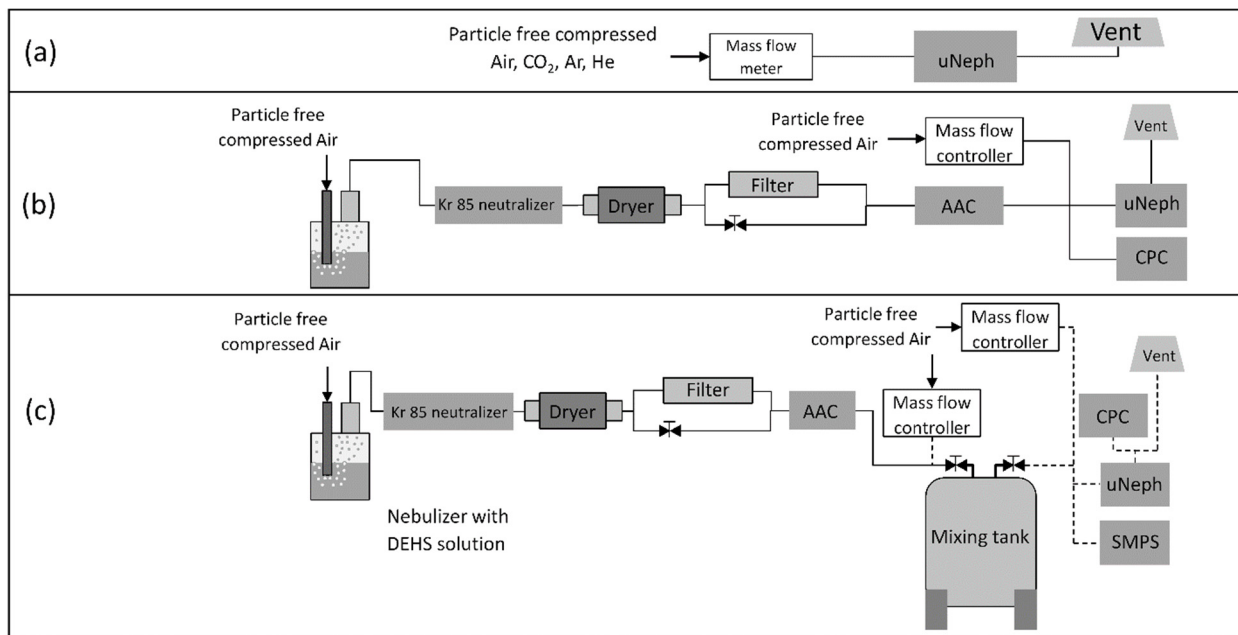 (a)
Particle free compressed
Air, CO₂, Ar, He
Mass flow
meter
uNeph
Vent
(b)
Particle free
compressed Air
Kr 85 neutralizer
Dryer
Filter
AAC
Particle free
compressed Air
Mass flow
controller
Vent
uNeph
CPC
(c)
Particle free
compressed Air
Kr 85 neutralizer
Dryer
Filter
AAC
Particle free
compressed Air
Mass flow
controller
Mass flow
controller
Vent
CPC
uNeph
SMPS
Mixing tank
Nebulizer with
DEHS solution